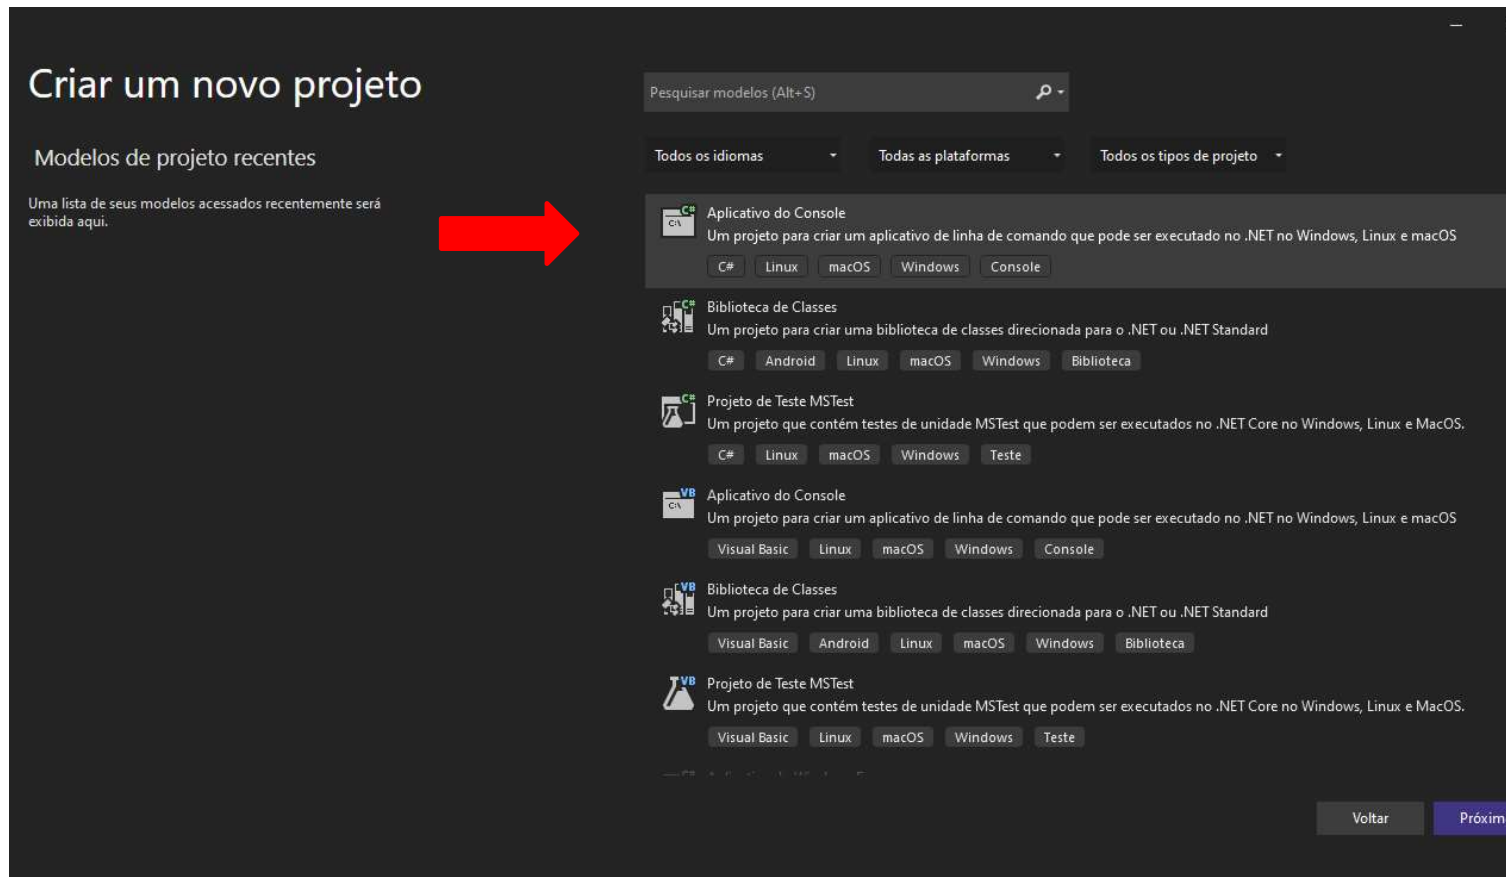 Criar um novo projeto
Modelos de projeto recentes
Uma lista de seus modelos acessados recentemente será
exibida aqui.
Pesquisar modelos (Alt+S)
Todos os idiomas Todas as plataformas Todos os tipos de projeto
C#
C:\
Aplicativo do Console
Um projeto para criar um aplicativo de linha de comando que pode ser executado no .NET no Windows, Linux e macOS
C# Linux macOS Windows Console
C#
Biblioteca de Classes
Um projeto para criar uma biblioteca de classes direcionada para o .NET ou .NET Standard
C# Android Linux macOS Windows Biblioteca
C#
Projeto de Teste MSTest
Um projeto que contém testes de unidade MSTest que podem ser executados no .NET Core no Windows, Linux e MacOS.
C# Linux macOS Windows Teste
VB
C:\
Aplicativo do Console
Um projeto para criar um aplicativo de linha de comando que pode ser executado no .NET no Windows, Linux e macOS
Visual Basic Linux macOS Windows Console
VB
Biblioteca de Classes
Um projeto para criar uma biblioteca de classes direcionada para o .NET ou .NET Standard
Visual Basic Android Linux macOS Windows Biblioteca
VB
Projeto de Teste MSTest
Um projeto que contém testes de unidade MSTest que podem ser executados no .NET Core no Windows, Linux e MacOS.
Visual Basic Linux macOS Windows Teste
Voltar Próxim